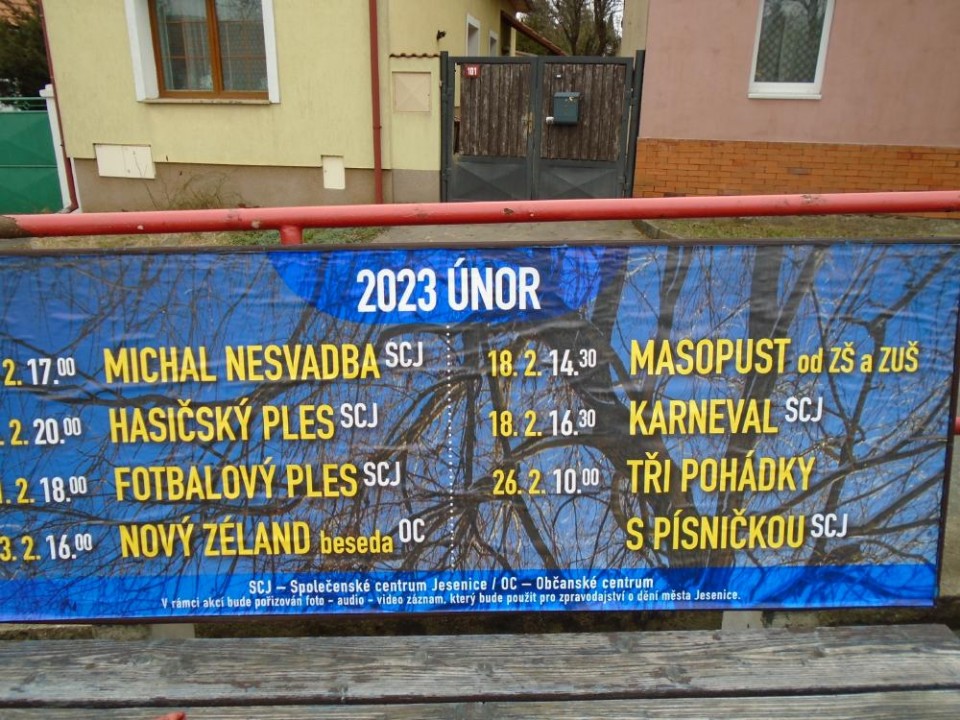 101
2023 ÚNOR
2. 17.00 MICHAL NESVADBA SCJ
. 2. 20.00 HASIČSKÝ PLES SCJ
. 2. 18.00 FOTBALOVÝ PLES SCJ
3. 2. 16.00 NOVÝ ZÉLAND beseda OC
18. 2. 14.30 MASOPUST od ZŠ a ZUŠ
18. 2. 16.30 KARNEVAL SCJ
26. 2. 10.00 TŘI POHÁDKY
S PÍSNIČKOU SCJ
SCJ – Společenské centrum Jesenice / OC – Občanské centrum
V rámci akcí bude pořizován foto - audio - video záznam, který bude použit pro zpravodajství o dění města Jesenice.